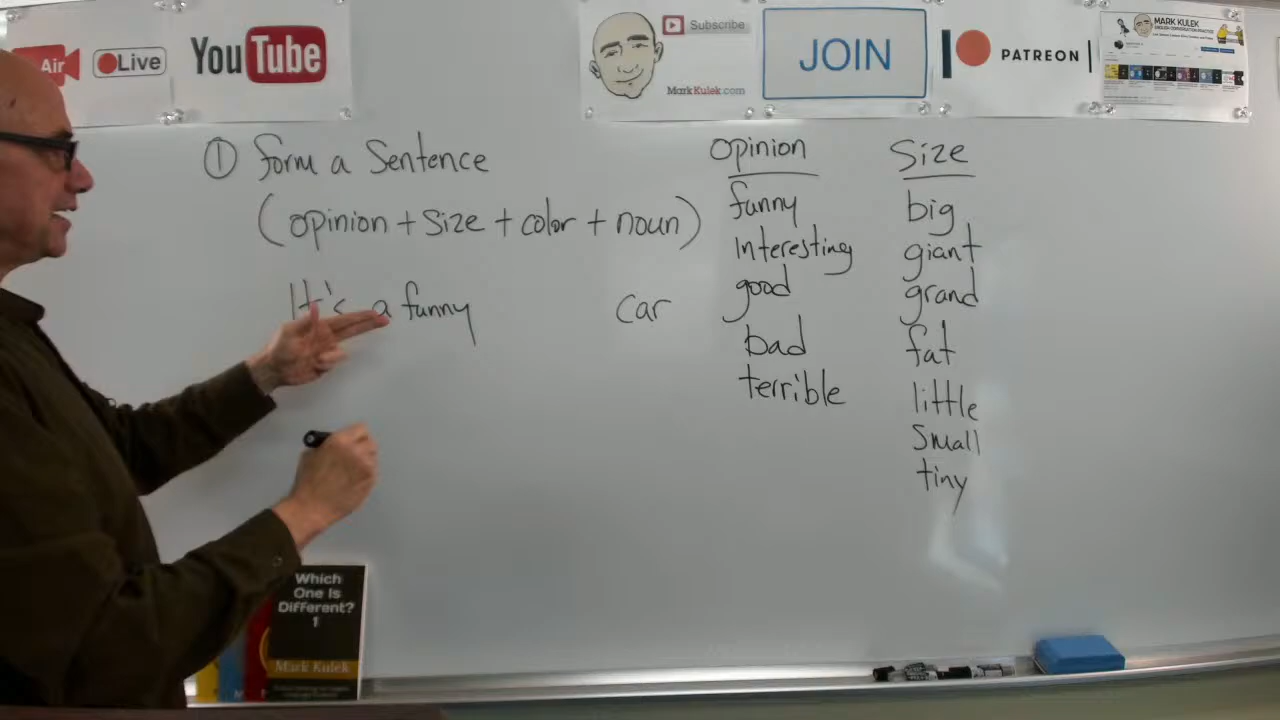 Air
Live
YouTube
Subscribe
MarkKulek.com
JOIN
PATREON
MARK KULEK
① Form a Sentence
(opinion + Size + color + noun)
It's a funny car
Opinion
funny
Interesting
good
bad
terrible
Size
big
giant
grand
fat
little
Small
tiny
Which
One Is
Different?
1
Mark Kulek